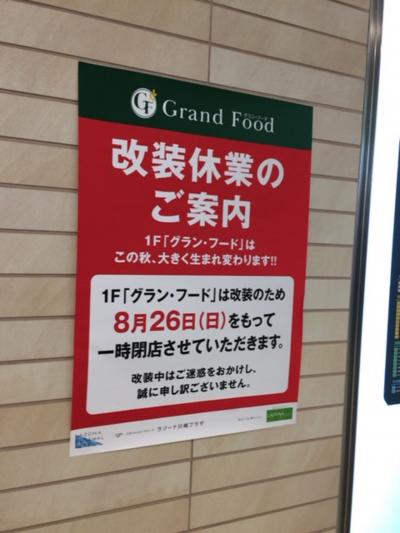 GF Grand Food
グラン・フード
改装休業の
ご案内
1F「グラン・フード」は
この秋、大きく生まれ変わります!!
1F「グラン・フード」は改装のため
8月26日(日)をもって
一時閉店させていただきます。
改装中はご迷惑をおかけし、
誠に申し訳ございません。
ラゾーナ川崎プラザ